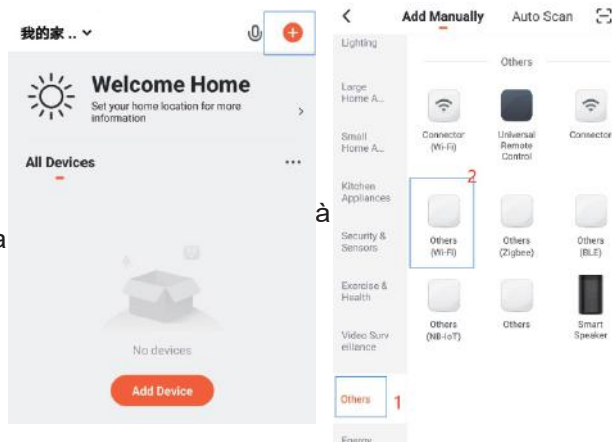 我的家 .. 
Welcome Home
Set your home location for more
information
All Devices
...
No devices
Add Device
a
à
Add Manually
Auto Scan
Lighting
Large
Home A...
Small
Home A...
Kitchen
Appliances
Security &
Sensors
Exercise &
Health
Video Surv
eillance
Others
1
Energy
Others
Connector
(Wi-Fi)
Universal
Remote
Control
Connector
2
Others
(Wi-Fi)
Others
(Zigbee)
Others
(BLE)
Others
(NB-IoT)
Others
Smart
Speaker